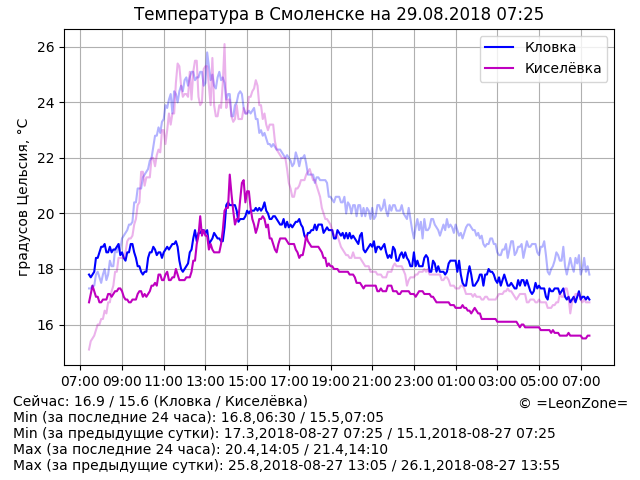 Температура в Смоленске на 29.08.2018 07:25
Кловка
Киселёвка
градусов Цельсия, °C
26
24
22
20
18
16
07:00 09:00 11:00 13:00 15:00 17:00 19:00 21:00 23:00 01:00 03:00 05:00 07:00
Сейчас: 16.9 / 15.6 (Кловка / Киселёвка)
© =LeonZone=
Min (за последние 24 часа): 16.8,06:30 / 15.5,07:05
Min (за предыдущие сутки): 17.3,2018-08-27 07:25 / 15.1,2018-08-27 07:25
Max (за последние 24 часа): 20.4,14:05 / 21.4,14:10
Max (за предыдущие сутки): 25.8,2018-08-27 13:05 / 26.1,2018-08-27 13:55